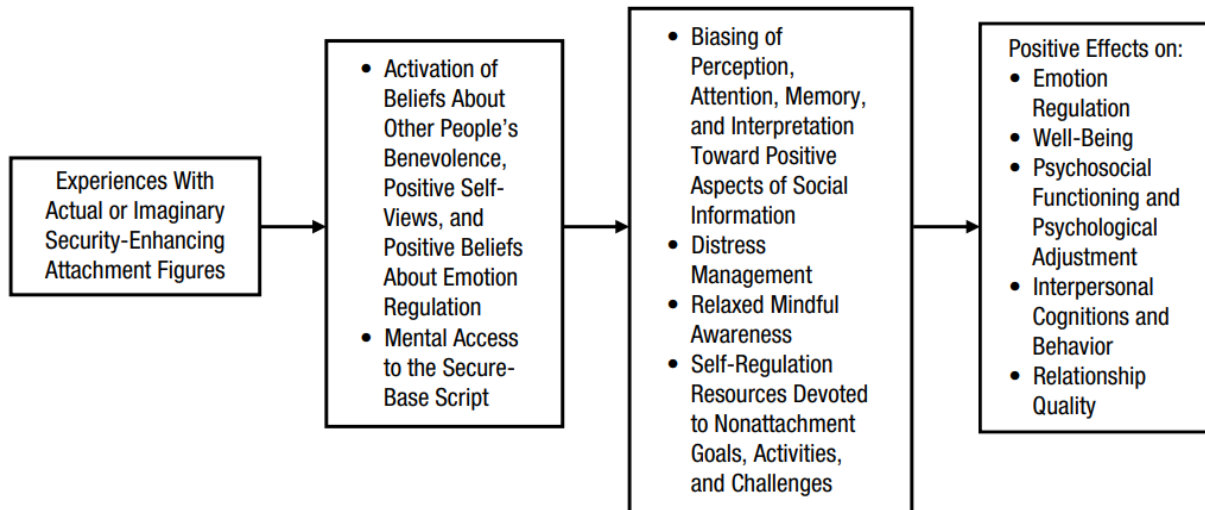 Experiences With
Actual or Imaginary
Security-Enhancing
Attachment Figures
• Activation of
Beliefs About
Other People’s
Benevolence,
Positive Self-
Views, and
Positive Beliefs
About Emotion
Regulation
• Mental Access
to the Secure-
Base Script
• Biasing of
Perception,
Attention, Memory,
and Interpretation
Toward Positive
Aspects of Social
Information
• Distress
Management
• Relaxed Mindful
Awareness
• Self-Regulation
Resources Devoted
to Nonattachment
Goals, Activities,
and Challenges
Positive Effects on:
• Emotion
Regulation
• Well-Being
• Psychosocial
Functioning and
Psychological
Adjustment
• Interpersonal
Cognitions and
Behavior
• Relationship
Quality